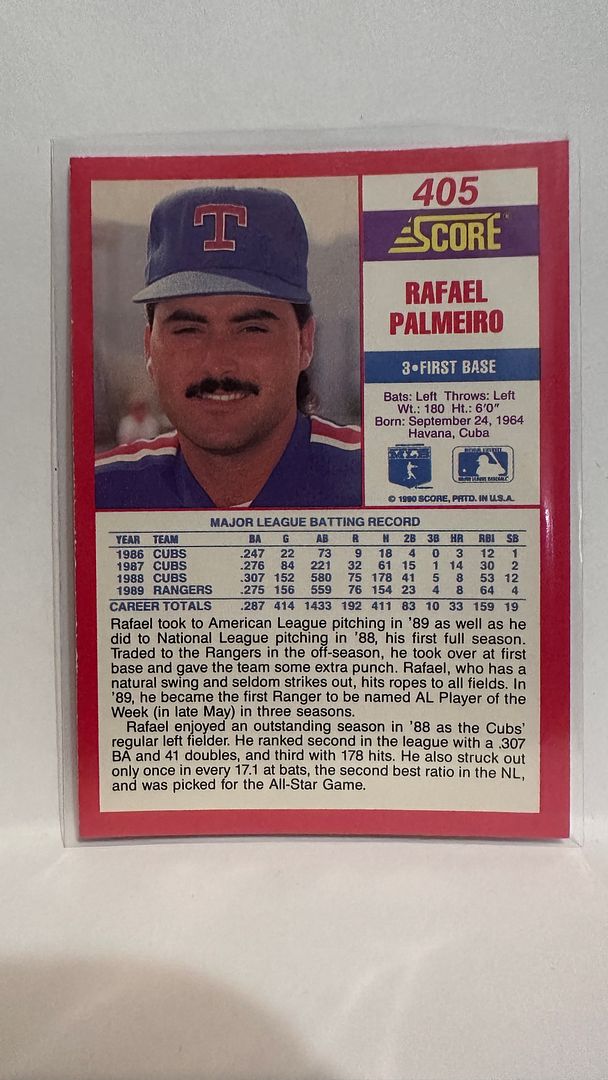 T
405
SCORE®
RAFAEL
PALMEIRO
3•FIRST BASE
Bats: Left Throws: Left
Wt.: 180 Ht.: 6'0"
Born: September 24, 1964
Havana, Cuba
© 1990 SCORE, PRTD. IN U.S.A.
MAJOR LEAGUE BATTING RECORD
YEAR TEAM BA G AB R H 2B 3B HR RBI SB
1986 CUBS .247 22 73 9 18 4 0 3 12 1
1987 CUBS .276 84 221 32 61 15 1 14 30 2
1988 CUBS .307 152 580 75 178 41 5 8 53 12
1989 RANGERS .275 156 559 76 154 23 4 8 64 4
CAREER TOTALS .287 414 1433 192 411 83 10 33 159 19
Rafael took to American League pitching in '89 as well as he
did to National League pitching in '88, his first full season.
Traded to the Rangers in the off-season, he took over at first
base and gave the team some extra punch. Rafael, who has a
natural swing and seldom strikes out, hits ropes to all fields. In
'89, he became the first Ranger to be named AL Player of the
Week (in late May) in three seasons.
Rafael enjoyed an outstanding season in '88 as the Cubs'
regular left fielder. He ranked second in the league with a .307
BA and 41 doubles, and third with 178 hits. He also struck out
only once in every 17.1 at bats, the second best ratio in the NL,
and was picked for the All-Star Game.